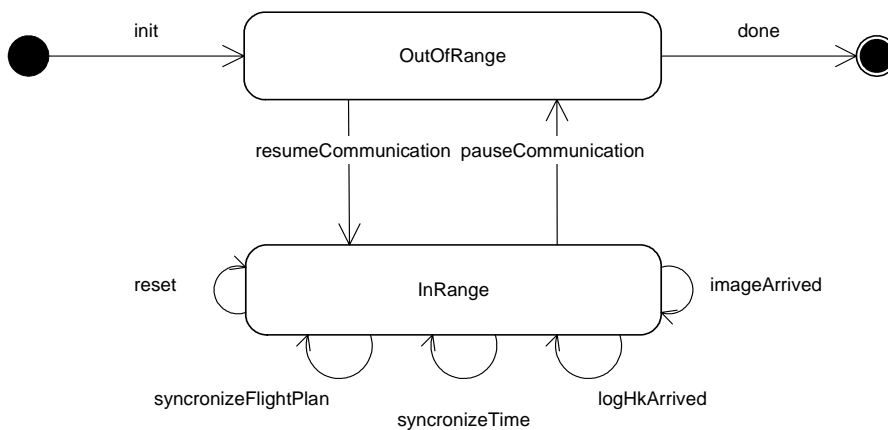 init
done
OutOfRange
resumeCommunication
pauseCommunication
reset
InRange
imageArrived
syncronizeFlightPlan
syncronizeTime
logHkArrived